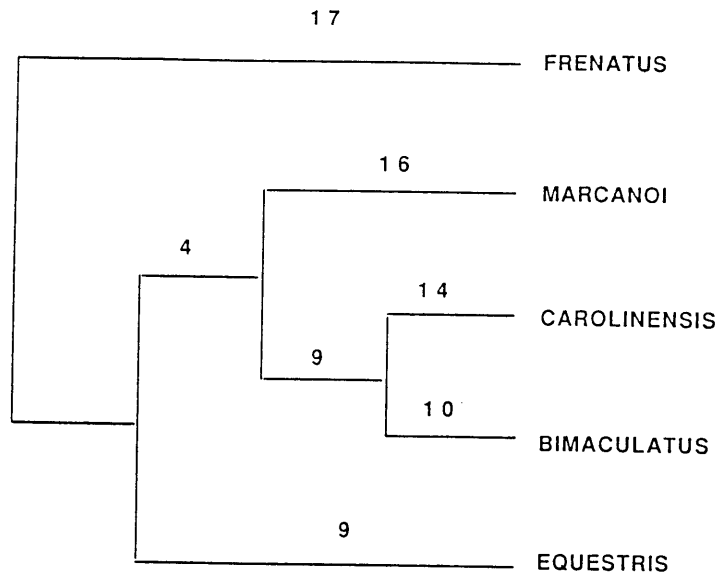 17
FRENATUS
16
MARCANOI
4
14
CAROLINENSIS
9
10
BIMACULATUS
9
EQUESTRIS